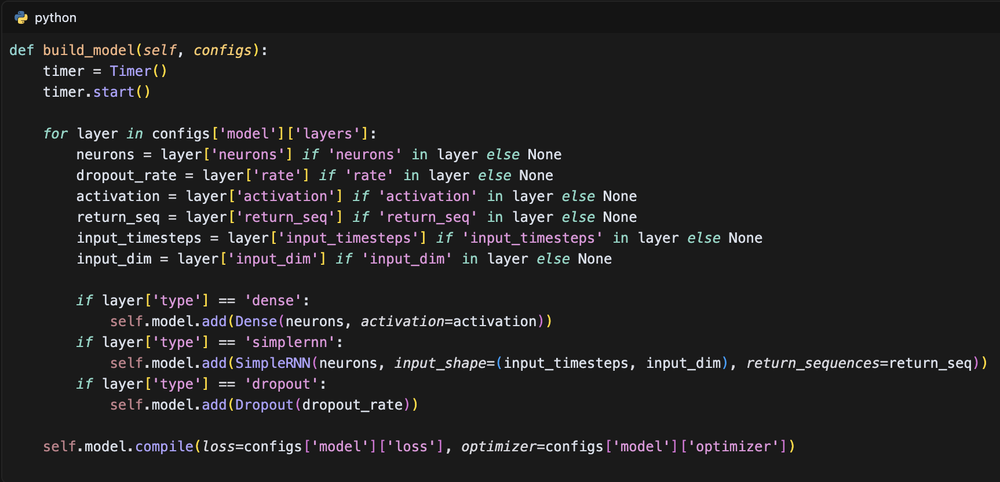 python
def build_model(self, configs):
    timer = Timer()
    timer.start()

    for layer in configs['model']['layers']:
        neurons = layer['neurons'] if 'neurons' in layer else None
        dropout_rate = layer['rate'] if 'rate' in layer else None
        activation = layer['activation'] if 'activation' in layer else None
        return_seq = layer['return_seq'] if 'return_seq' in layer else None
        input_timesteps = layer['input_timesteps'] if 'input_timesteps' in layer else None
        input_dim = layer['input_dim'] if 'input_dim' in layer else None

        if layer['type'] == 'dense':
            self.model.add(Dense(neurons, activation=activation))
        if layer['type'] == 'simplernn':
            self.model.add(SimpleRNN(neurons, input_shape=(input_timesteps, input_dim), return_sequences=return_seq))
        if layer['type'] == 'dropout':
            self.model.add(Dropout(dropout_rate))

    self.model.compile(loss=configs['model']['loss'], optimizer=configs['model']['optimizer'])